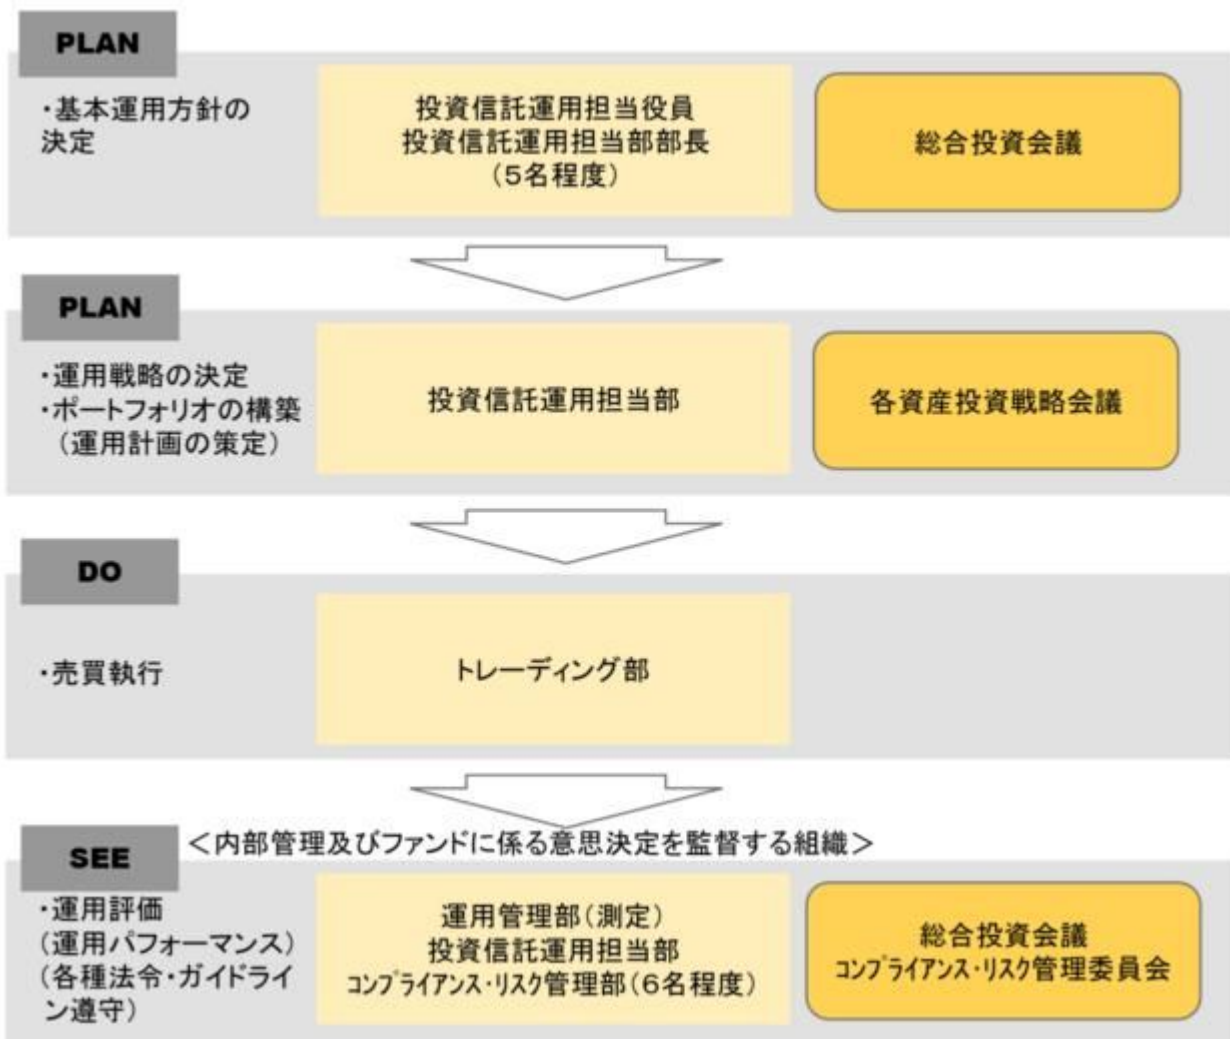 PLAN
・基本運用方針の
決定
投資信託運用担当役員
投資信託運用担当部部長
（5名程度）
総合投資会議
PLAN
・運用戦略の決定
・ポートフォリオの構築
（運用計画の策定）
投資信託運用担当部
各資産投資戦略会議
DO
・売買執行
トレーディング部
SEE
＜内部管理及びファンドに係る意思決定を監督する組織＞
・運用評価
(運用パフォーマンス)
(各種法令・ガイドライ
ン遵守)
運用管理部(測定)
投資信託運用担当部
ｺﾝﾌﾟﾗｲｱﾝｽ･ﾘｽｸ管理部(6名程度)
総合投資会議
ｺﾝﾌﾟﾗｲｱﾝｽ･ﾘｽｸ管理委員会